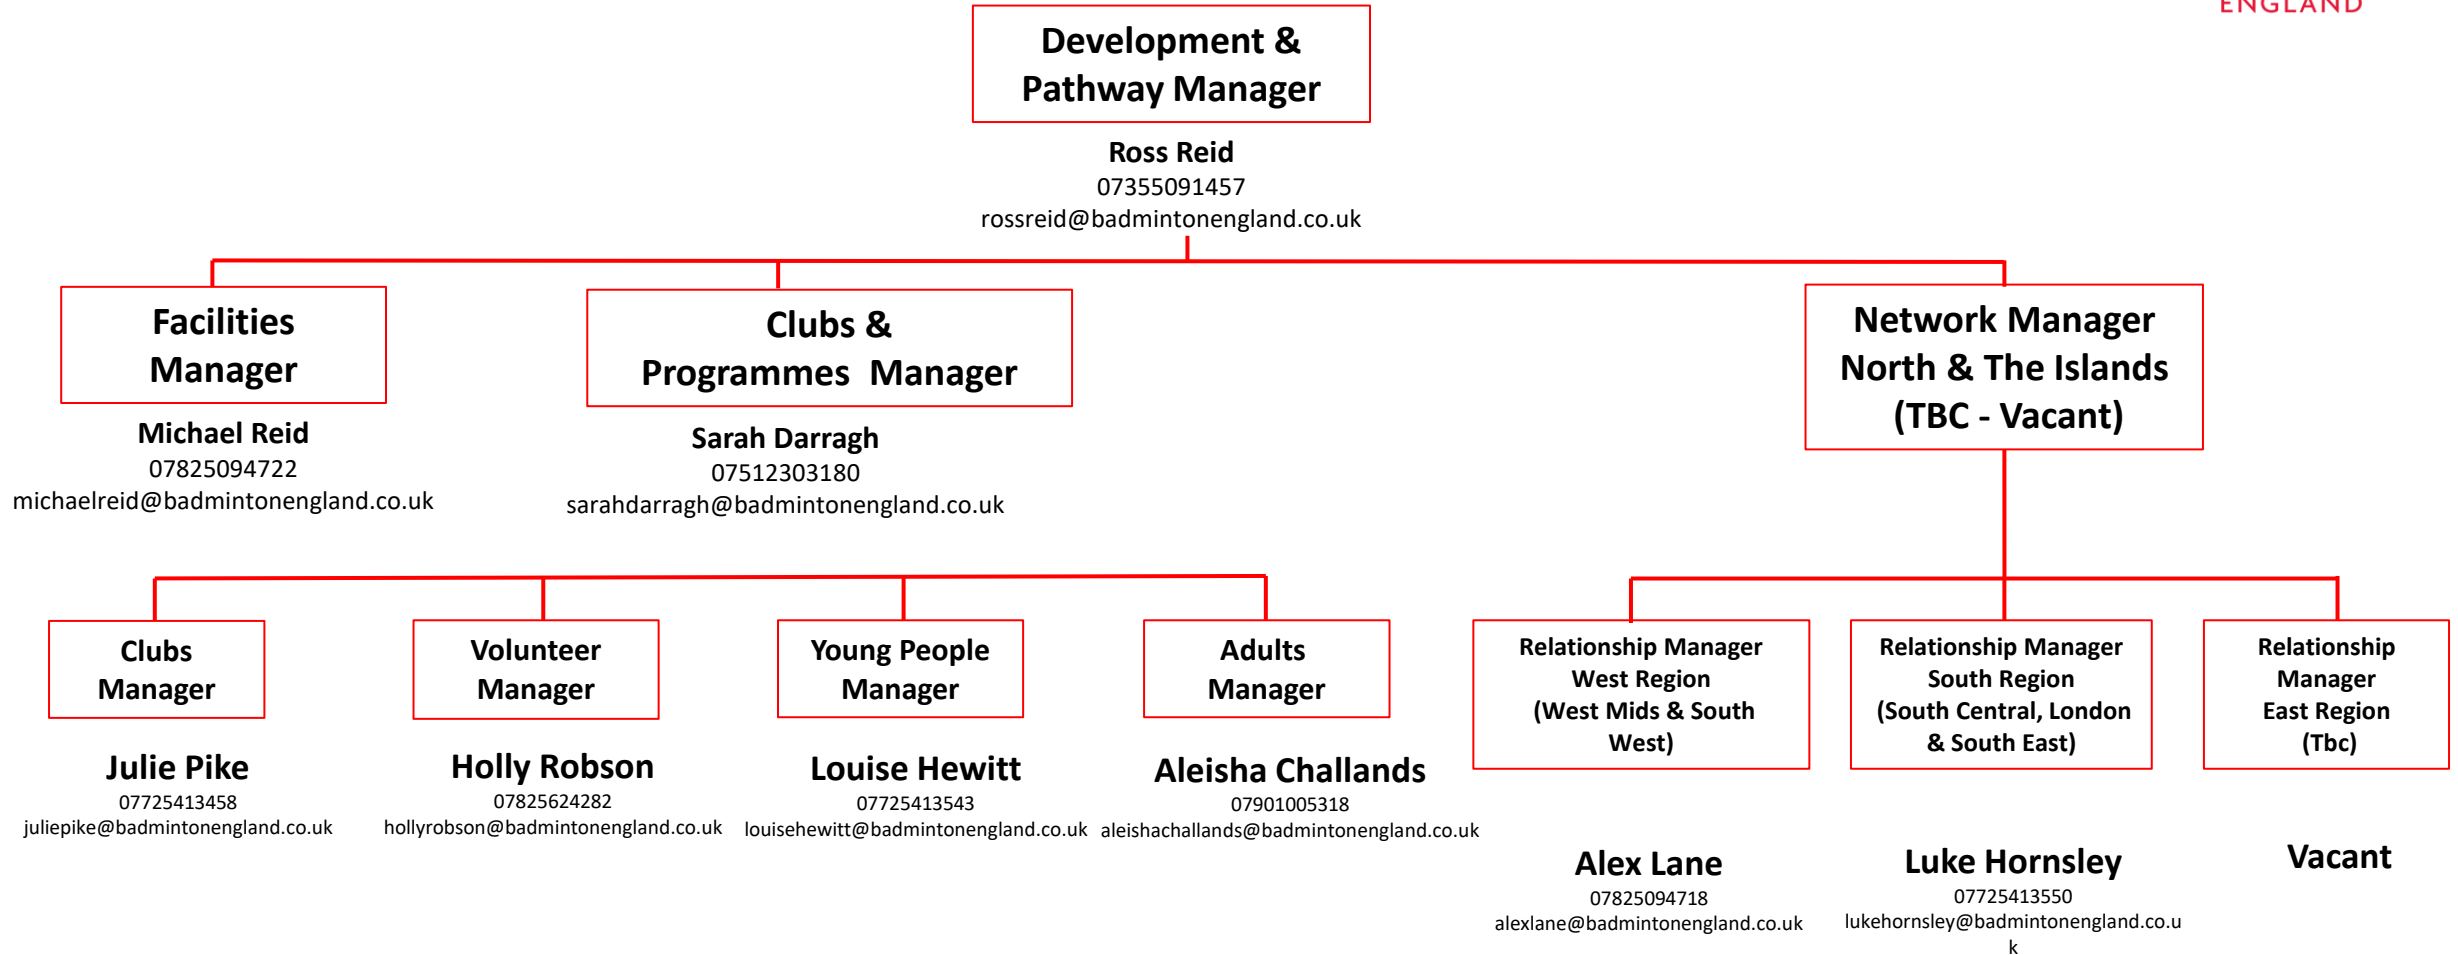 ENGLAND
Development &
Pathway Manager
Ross Reid
07355091457
rossreid@badmintonengland.co.uk
Facilities
Manager
Michael Reid
07825094722
michaelreid@badmintonengland.co.uk
Clubs &
Programmes  Manager
Sarah Darragh
07512303180
sarahdarragh@badmintonengland.co.uk
Network Manager
North & The Islands
(TBC - Vacant)
Clubs
Manager
Julie Pike
07725413458
juliepike@badmintonengland.co.uk
Volunteer
Manager
Holly Robson
07825624282
hollyrobson@badmintonengland.co.uk
Young People
Manager
Louise Hewitt
07725413543
louisehewitt@badmintonengland.co.uk
Adults
Manager
Aleisha Challands
07901005318
aleishachallands@badmintonengland.co.uk
Relationship Manager
West Region
(West Mids & South
West)
Alex Lane
07825094718
alexlane@badmintonengland.co.uk
Relationship Manager
South Region
(South Central, London
& South East)
Luke Hornsley
07725413550
lukehornsley@badmintonengland.co.u
k
Relationship
Manager
East Region
(Tbc)
Vacant